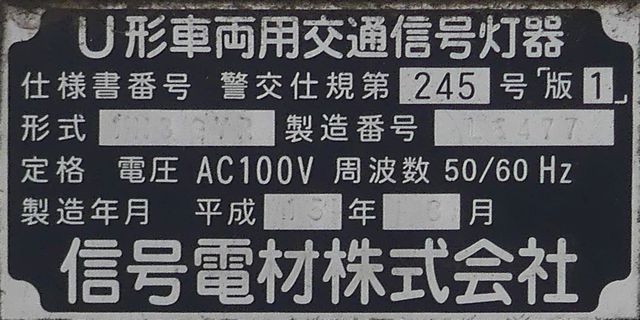 U形車両用交通信号灯器
仕様書番号 警交仕規第 245 号「版1」
形式 製造番号
定格 電圧 AC100V 周波数 50/60 Hz
製造年月 平成 年 月
信号電材株式会社